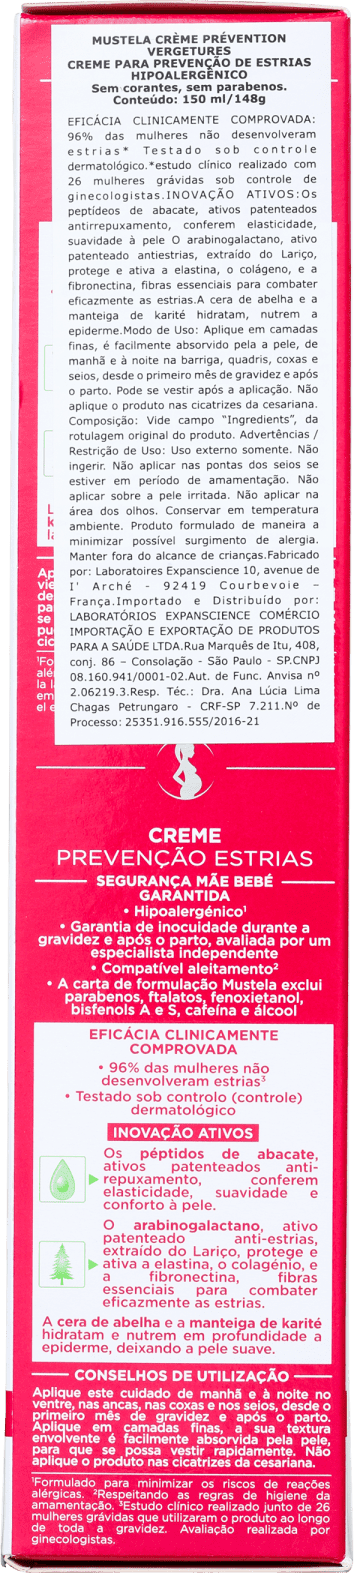 MUSTELA CRÈME PRÉVENTION
VERGETURES
CREME PARA PREVENÇÃO DE ESTRIAS
HIPOALERGÊNICO
Sem corantes, sem parabenos.
Conteúdo: 150 ml/148g
EFICÁCIA CLINICAMENTE COMPROVADA:
96% das mulheres não desenvolveram
estrias* Testado sob controle
dermatológico.*estudo clínico realizado com
26 mulheres grávidas sob controle de
ginecologistas.INOVAÇÃO ATIVOS:Os
peptídeos de abacate, ativos patenteados
antirrepuxamento, conferem elasticidade,
suavidade à pele O arabinogalactano, ativo
patenteado antiestrias, extraído do Lariço,
protege e ativa a elastina, o colágeno, e a
fibronectina, fibras essenciais para combater
eficazmente as estrias.A cera de abelha e a
manteiga de karité hidratam, nutrem a
epiderme.Modo de Uso: Aplique em camadas
finas, é facilmente absorvido pela a pele, de
manhã e à noite na barriga, quadris, coxas e
seios, desde o primeiro mês de gravidez e após
o parto. Pode se vestir após a aplicação. Não
aplique o produto nas cicatrizes da cesariana.
Composição: Vide campo "Ingredients", da
rotulagem original do produto. Advertências /
Restrição de Uso: Uso externo somente. Não
ingerir. Não aplicar nas pontas dos seios se
estiver em período de amamentação. Não
aplicar sobre a pele irritada. Não aplicar na
área dos olhos. Conservar em temperatura
ambiente. Produto formulado de maneira a
minimizar possível surgimento de alergia.
Manter fora do alcance de crianças.Fabricado
por: Laboratoires Expanscience 10, avenue de
I' Arché - 92419 Courbevoie –
França.Importado e Distribuído por:
LABORATÓRIOS EXPANSCIENCE COMÉRCIO
IMPORTAÇÃO E EXPORTAÇÃO DE PRODUTOS
PARA A SAÚDE LTDA.Rua Marquês de Itu, 408,
conj. 86 – Consolação - São Paulo - SP.CNPJ
08.160.941/0001-02.Aut. de Func. Anvisa nº
2.06219.3.Resp. Téc.: Dra. Ana Lúcia Lima
Chagas Petrungaro - CRF-SP 7.211.Nº de
Processo: 25351.916.555/2016-21
CREME
PREVENÇÃO ESTRIAS
SEGURANÇA MÃE BEBÉ
GARANTIDA
• Hipoalergénico¹
• Garantia de inocuidade durante a
gravidez e após o parto, avaliada por um
especialista independente
• Compatível aleitamento²
• A carta de formulação Mustela exclui
parabenos, ftalatos, fenoxietanol,
bisfenols A e S, cafeína e álcool
EFICÁCIA CLINICAMENTE
COMPROVADA
• 96% das mulheres não
desenvolveram estrias³
• Testado sob controlo (controle)
dermatológico
INOVAÇÃO ATIVOS
Os péptidos de abacate,
ativos patenteados anti-
repuxamento, conferem
elasticidade, suavidade e
conforto à pele.
O arabinogalactano, ativo
patenteado anti-estrias,
extraído do Lariço, protege e
ativa a elastina, o colagénio, e
a fibronectina, fibras
essenciais para combater
eficazmente as estrias.
A cera de abelha e a manteiga de karité
hidratam e nutrem em profundidade a
epiderme, deixando a pele suave.
CONSELHOS DE UTILIZAÇÃO
Aplique este cuidado de manhã e à noite no
ventre, nas ancas, nas coxas e nos seios, desde o
primeiro mês de gravidez e após o parto.
Aplique em camadas finas, a sua textura
envolvente é facilmente absorvida pela pele,
para que se possa vestir rapidamente. Não
aplique o produto nas cicatrizes da cesariana.
¹Formulado para minimizar os riscos de reações
alérgicas. ²Respeitando as regras de higiene da
amamentação. ³Estudo clínico realizado junto de 26
mulheres grávidas que utilizaram o produto ao longo
de toda a gravidez. Avaliação realizada por
ginecologistas.